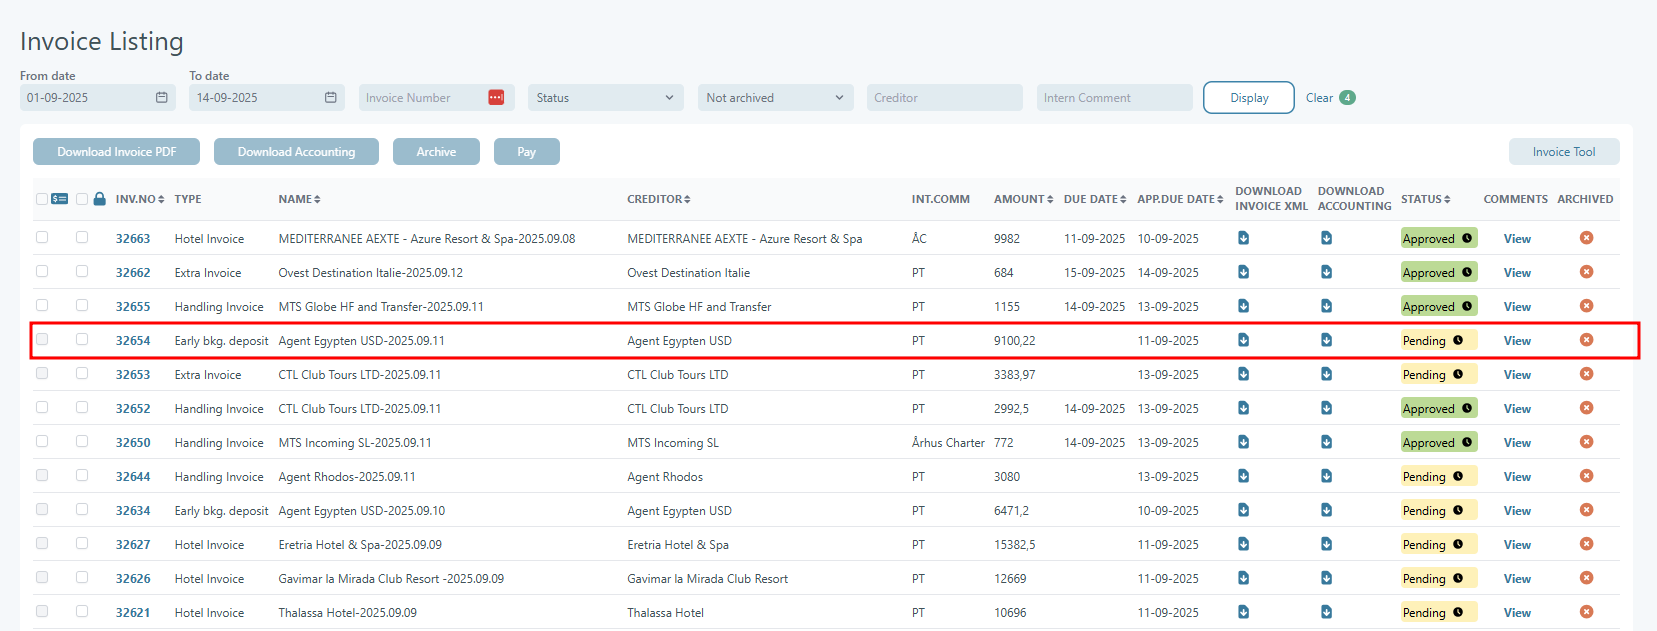 Invoice Listing
From date To date
01-09-2025 14-09-2025 Invoice Number Status Not archived Creditor Intern Comment Display Clear 4
Download Invoice PDF Download Accounting Archive Pay Invoice Tool
INV.NO TYPE NAME CREDITOR INT.COMM AMOUNT DUE DATE APP.DUE DATE DOWNLOAD INVOICE XML DOWNLOAD ACCOUNTING STATUS COMMENTS ARCHIVED
32663 Hotel Invoice MEDITERRANEE AEXTE - Azure Resort & Spa-2025.09.08 MEDITERRANEE AEXTE - Azure Resort & Spa ÅC 9982 11-09-2025 10-09-2025 Approved View
32662 Extra Invoice Ovest Destination Italie-2025.09.12 Ovest Destination Italie PT 684 15-09-2025 14-09-2025 Approved View
32655 Handling Invoice MTS Globe HF and Transfer-2025.09.11 MTS Globe HF and Transfer PT 1155 14-09-2025 13-09-2025 Approved View
32654 Early bkg. deposit Agent Egypten USD-2025.09.11 Agent Egypten USD PT 9100,22 11-09-2025 Pending View
32653 Extra Invoice CTL Club Tours LTD-2025.09.11 CTL Club Tours LTD PT 3383,97 13-09-2025 Pending View
32652 Handling Invoice CTL Club Tours LTD-2025.09.11 CTL Club Tours LTD PT 2992,5 14-09-2025 13-09-2025 Approved View
32650 Handling Invoice MTS Incoming SL-2025.09.11 MTS Incoming SL Århus Charter 772 14-09-2025 13-09-2025 Approved View
32644 Handling Invoice Agent Rhodos-2025.09.11 Agent Rhodos PT 3080 13-09-2025 Pending View
32634 Early bkg. deposit Agent Egypten USD-2025.09.10 Agent Egypten USD PT 6471,2 10-09-2025 Pending View
32627 Hotel Invoice Eretria Hotel & Spa-2025.09.09 Eretria Hotel & Spa PT 15382,5 11-09-2025 Pending View
32626 Hotel Invoice Gavimar la Mirada Club Resort -2025.09.09 Gavimar la Mirada Club Resort PT 12669 11-09-2025 Pending View
32621 Hotel Invoice Thalassa Hotel-2025.09.09 Thalassa Hotel PT 10696 11-09-2025 Pending View